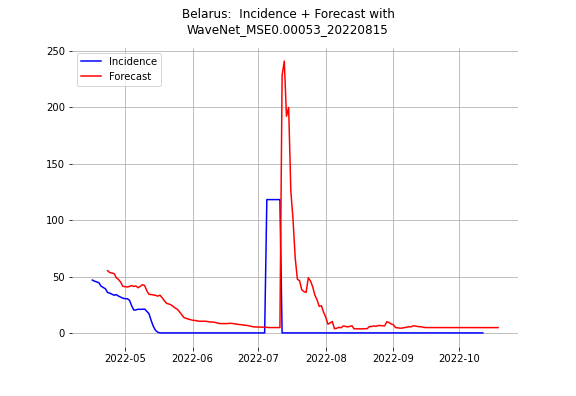 Belarus:  Incidence + Forecast with
WaveNet_MSE0.00053_20220815
Incidence
Forecast
250
200
150
100
50
0
2022-05 2022-06 2022-07 2022-08 2022-09 2022-10